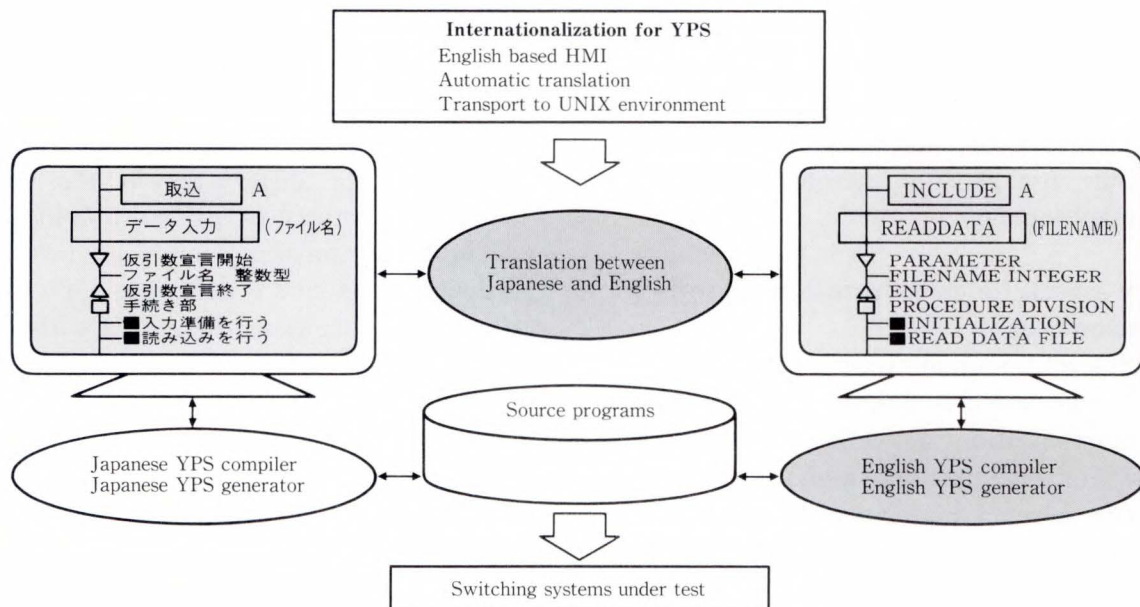 Internationalization for YPS
English based HMI
Automatic translation
Transport to UNIX environment
取込 A
データ入力 (ファイル名)
仮引数宣言開始
ファイル名 整数型
仮引数宣言終了
手続き部
■入力準備を行う
■読み込みを行う
Translation between
Japanese and English
INCLUDE A
READDATA (FILENAME)
PARAMETER
FILENAME INTEGER
END
PROCEDURE DIVISION
■INITIALIZATION
■READ DATA FILE
Japanese YPS compiler
Japanese YPS generator
Source programs
English YPS compiler
English YPS generator
Switching systems under test